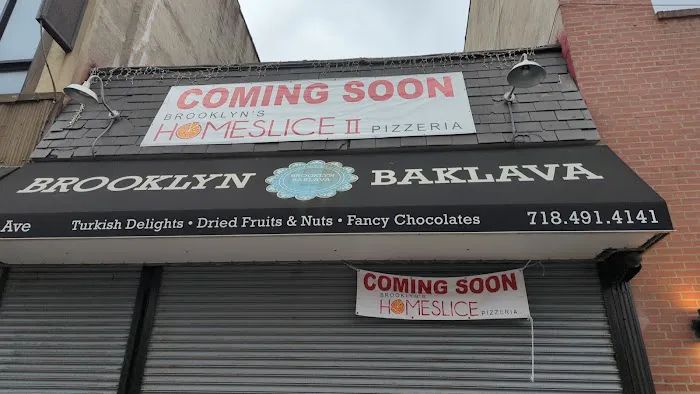 COMING SOON
BROOKLYN'S
HOMESLICE II PIZZERIA
BROOKLYN BROOKLYN BAKLAVA BAKLAVA
Ave Turkish Delights • Dried Fruits & Nuts • Fancy Chocolates 718.491.4141
COMING SOON
BROOKLYN'S
HOMESLICE PIZZERIA